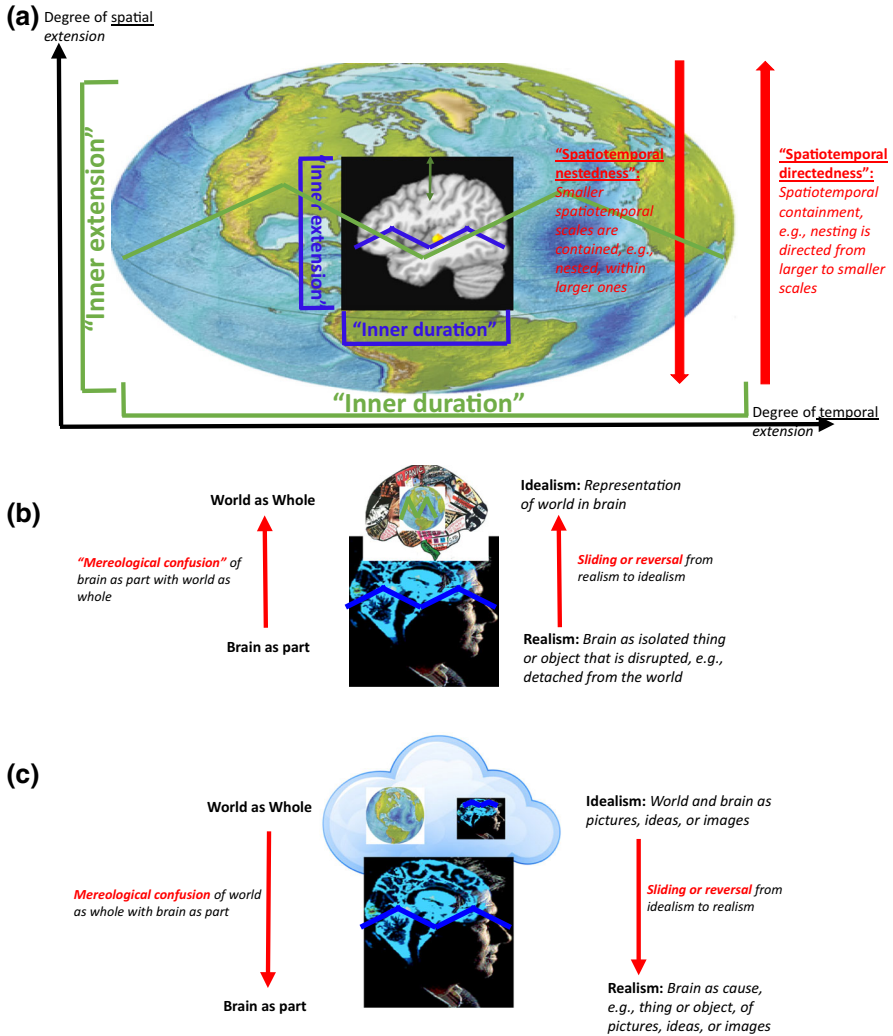 (a)
Degree of spatial
extension
"Inner extension"
"Inner extension"
"Inner duration"
"Inner duration"
"Spatiotemporal
nestedness":
Smaller
spatiotemporal
scales are
contained, e.g.,
nested, within
larger ones
"Spatiotemporal
directedness":
Spatiotemporal
containment,
e.g., nesting is
directed from
larger to smaller
scales
Degree of temporal
extension
(b)
World as Whole
"Mereological confusion" of
brain as part with world as
whole
Brain as part
Idealism: Representation
of world in brain
Sliding or reversal from
realism to idealism
Realism: Brain as isolated thing
or object that is disrupted, e.g.,
detached from the world
(c)
World as Whole
Mereological confusion of world
as whole with brain as part
Brain as part
Idealism: World and brain as
pictures, ideas, or images
Sliding or reversal from
idealism to realism
Realism: Brain as cause,
e.g., thing or object, of
pictures, ideas, or images